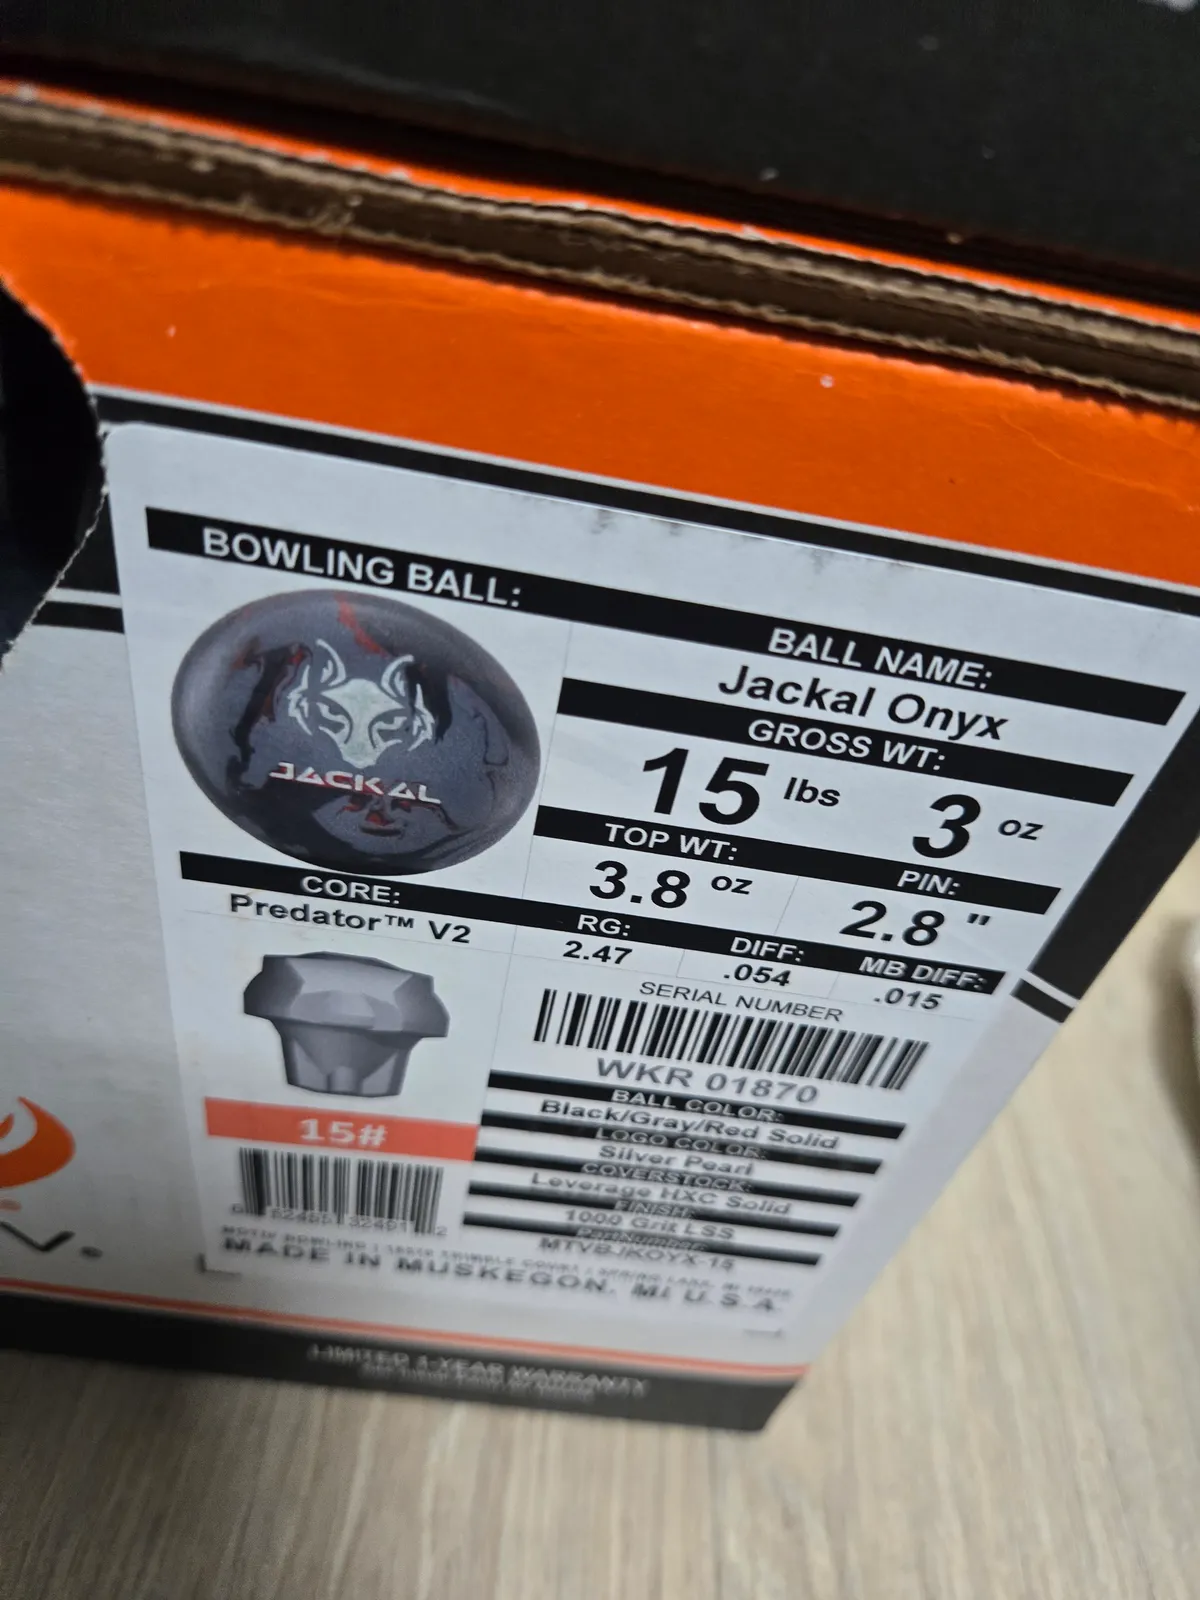 BOWLING BALL:
BALL NAME:
Jackal Onyx
JACKAL
GROSS WT:
15 lbs 3 oz
TOP WT: PIN:
3.8 oz 2.8 "
CORE: RG: DIFF: MB DIFF:
Predator™ V2 2.47 .054 .015
SERIAL NUMBER
WKR 01870
BALL COLOR:
Black/Gray/Red Solid
LOGO COLOR:
Silver Pearl
COVERSTOCK:
Leverage HXC Solid
FINISH:
1000 Grit LSS
PartNumber:
MTVBJKOYX-15
15#
MADE IN MUSKEGON, MI U.S.A.
LIMITED 1-YEAR WARRANTY